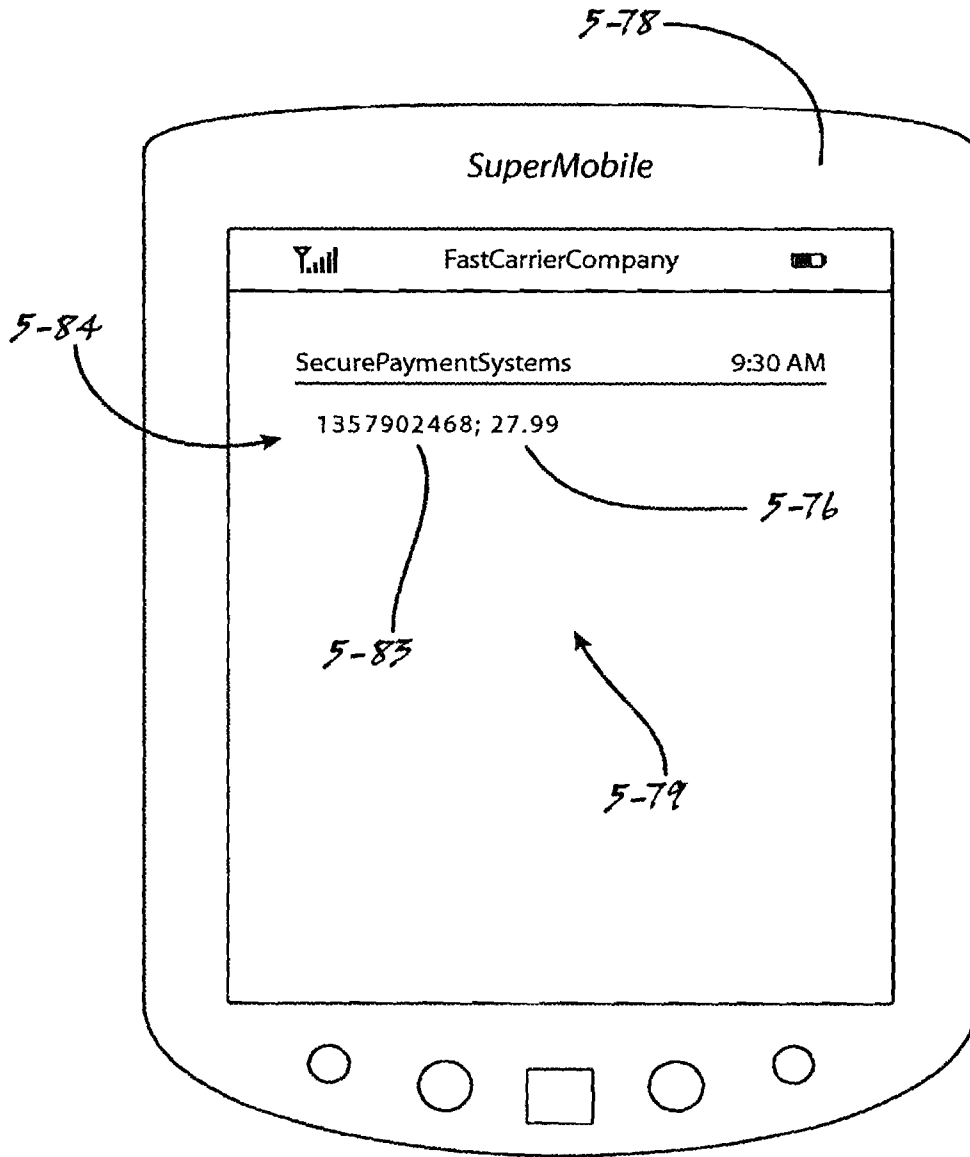 5-78
SuperMobile
FastCarrierCompany
5-84
SecurePaymentSystems 9:30 AM
1357902468; 27.99
5-76
5-83
5-79